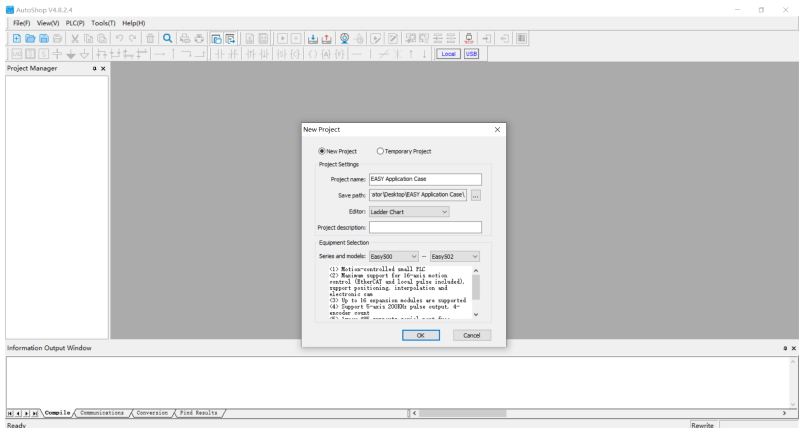 AutoShop V4.8.2.4
File(F) View(V) PLC(P) Tools(T) Help(H)
Local USB
Project Manager
New Project
New Project Temporary Project
Project Settings
Project name: EASY Application Case
Save path: ator\Desktop\EASY Application Case\ ...
Editor: Ladder Chart
Project description:
Equipment Selection
Series and models: Easy500 -- Easy502
(1) Motion-controlled small PLC
(2) Maximum support for 16-axis motion
control (EtherCAT and local pulse included),
support positioning, interpolation and
electronic cam
(3) Up to 16 expansion modules are supported
(4) Support 5-axis 200KHz pulse output, 4-
encoder count
OK Cancel
Information Output Window
Compile Communications Conversion Find Results
Ready Rewrite